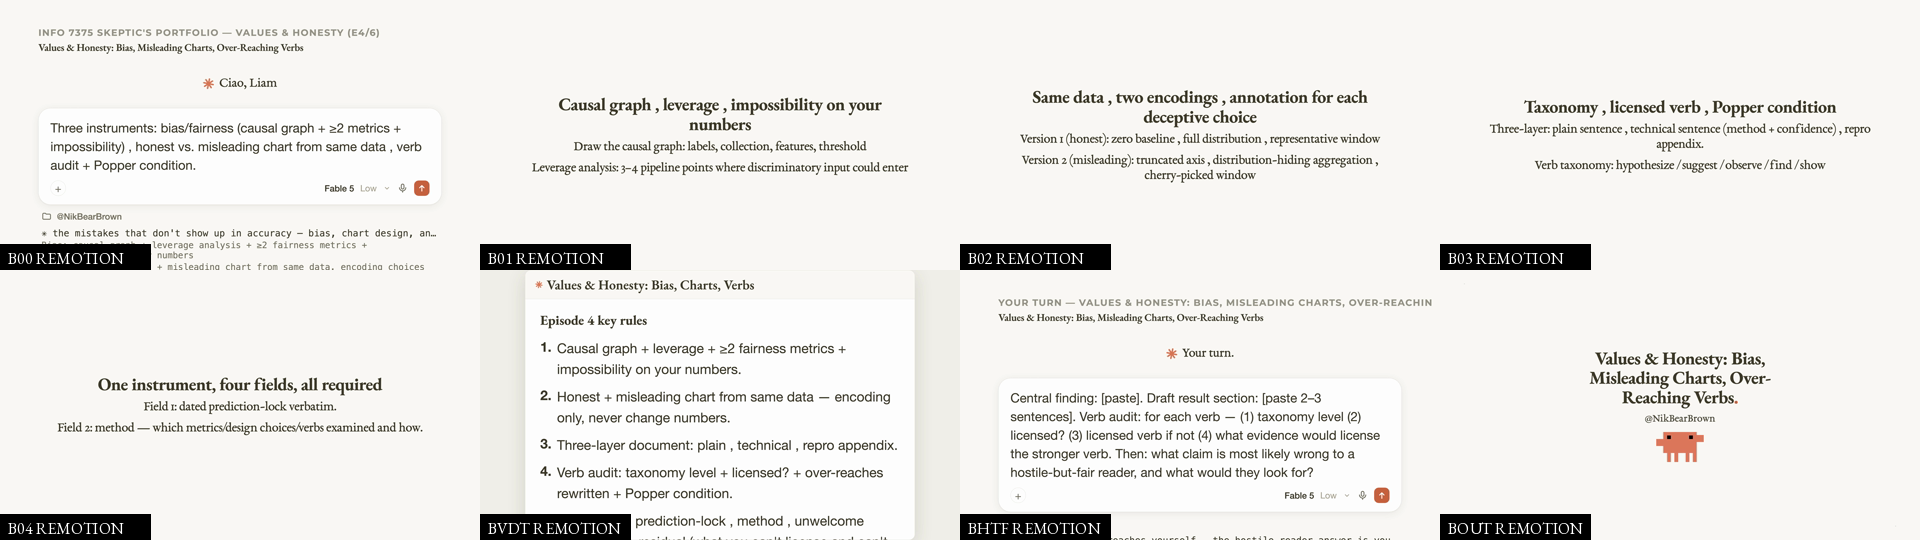 INFO 7375 SKEPTIC'S PORTFOLIO — VALUES & HONESTY (E4/6)
Values & Honesty: Bias, Misleading Charts, Over-Reaching Verbs
Ciao, Liam
Three instruments: bias/fairness (causal graph + ≥2 metrics +
impossibility) , honest vs. misleading chart from same data , verb
audit + Popper condition.
+
Fable 5 Low
@NikBearBrown
✳ the mistakes that don't show up in accuracy — bias, chart design, an…
leverage analysis + ≥2 fairness metrics +
numbers
+ misleading chart from same data, encoding choices
B00 REMOTION
Causal graph , leverage , impossibility on your
numbers
Draw the causal graph: labels, collection, features, threshold
Leverage analysis: 3–4 pipeline points where discriminatory input could enter
B01 REMOTION
Same data , two encodings , annotation for each
deceptive choice
Version 1 (honest): zero baseline , full distribution , representative window
Version 2 (misleading): truncated axis , distribution-hiding aggregation ,
cherry-picked window
B02 REMOTION
Taxonomy , licensed verb , Popper condition
Three-layer: plain sentence , technical sentence (method + confidence) , repro
appendix.
Verb taxonomy: hypothesize / suggest / observe / find / show
B03 REMOTION
One instrument, four fields, all required
Field 1: dated prediction-lock verbatim.
Field 2: method — which metrics/design choices/verbs examined and how.
B04 REMOTION
Values & Honesty: Bias, Charts, Verbs
Episode 4 key rules
1. Causal graph + leverage + ≥2 fairness metrics +
impossibility on your numbers.
2. Honest + misleading chart from same data — encoding
only, never change numbers.
3. Three-layer document: plain , technical , repro appendix.
4. Verb audit: taxonomy level + licensed? + over-reaches
rewritten + Popper condition.
prediction-lock , method , unwelcome
BVDT REMOTION
YOUR TURN — VALUES & HONESTY: BIAS, MISLEADING CHARTS, OVER-REACHIN
Values & Honesty: Bias, Misleading Charts, Over-Reaching Verbs
Your turn.
Central finding: [paste]. Draft result section: [paste 2–3
sentences]. Verb audit: for each verb — (1) taxonomy level (2)
licensed? (3) licensed verb if not (4) what evidence would license
the stronger verb. Then: what claim is most likely wrong to a
hostile-but-fair reader, and what would they look for?
+
Fable 5 Low
BHTF REMOTION
Values & Honesty: Bias,
Misleading Charts, Over-
Reaching Verbs.
@NikBearBrown
BOUT REMOTION